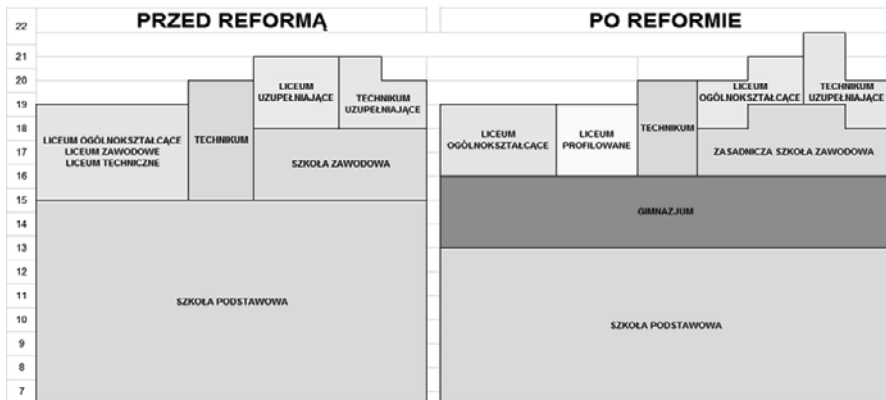 PRZED REFORMĄ
PO REFORMIE
22
21
20
19
18
17
16
15
14
13
12
11
10
9
8
7
LICEUM OGÓLNOKSZTAŁCĄCE
LICEUM ZAWODOWE
LICEUM TECHNICZNE
TECHNIKUM
LICEUM
UZUPEŁNIAJĄCE
TECHNIKUM
UZUPEŁNIAJĄCE
SZKOŁA ZAWODOWA
SZKOŁA PODSTAWOWA
LICEUM
OGÓLNOKSZTAŁCĄCE
LICEUM
PROFILOWANE
TECHNIKUM
LICEUM
OGÓLNOKSZTAŁCĄCE
TECHNIKUM
UZUPEŁNIAJĄCE
ZASADNICZA SZKOŁA ZAWODOWA
GIMNAZJUM
SZKOŁA PODSTAWOWA